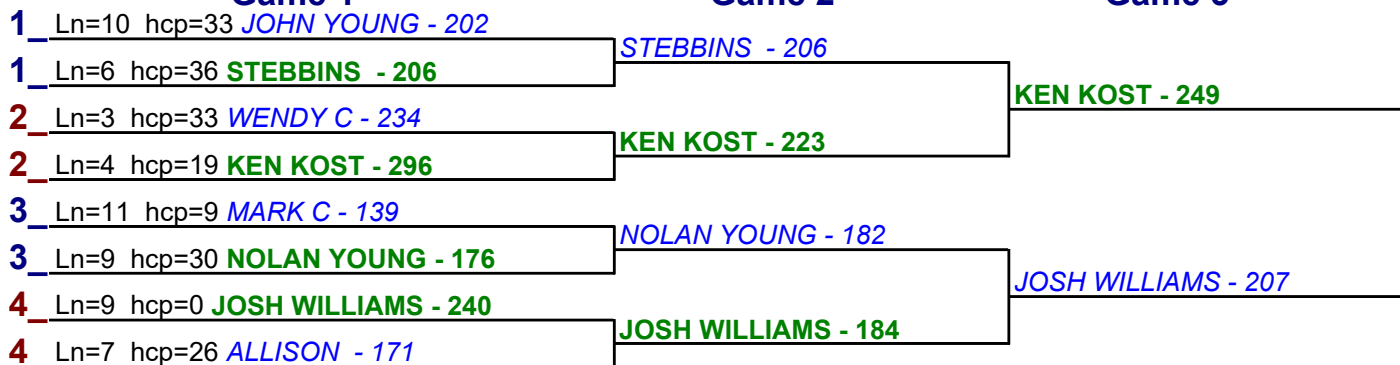 1_ Ln=10 hcp=33 JOHN YOUNG - 202
STEBBINS - 206
1_ Ln=6 hcp=36 STEBBINS - 206
KEN KOST - 249
2_ Ln=3 hcp=33 WENDY C - 234
KEN KOST - 223
2_ Ln=4 hcp=19 KEN KOST - 296
3_ Ln=11 hcp=9 MARK C - 139
NOLAN YOUNG - 182
3_ Ln=9 hcp=30 NOLAN YOUNG - 176
JOSH WILLIAMS - 207
4_ Ln=9 hcp=0 JOSH WILLIAMS - 240
JOSH WILLIAMS - 184
4 Ln=7 hcp=26 ALLISON - 171